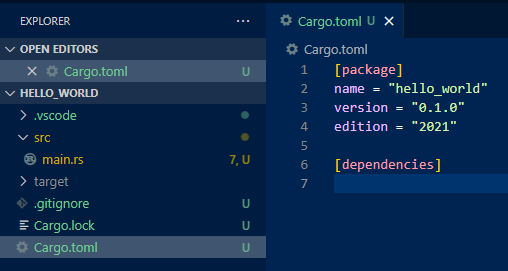 EXPLORER
OPEN EDITORS
Cargo.toml U
HELLO_WORLD
.vscode
src
main.rs 7, U
target
.gitignore U
Cargo.lock U
Cargo.toml U
Cargo.toml U
Cargo.toml
1 [package]
2 name = "hello_world"
3 version = "0.1.0"
4 edition = "2021"
5
6 [dependencies]
7